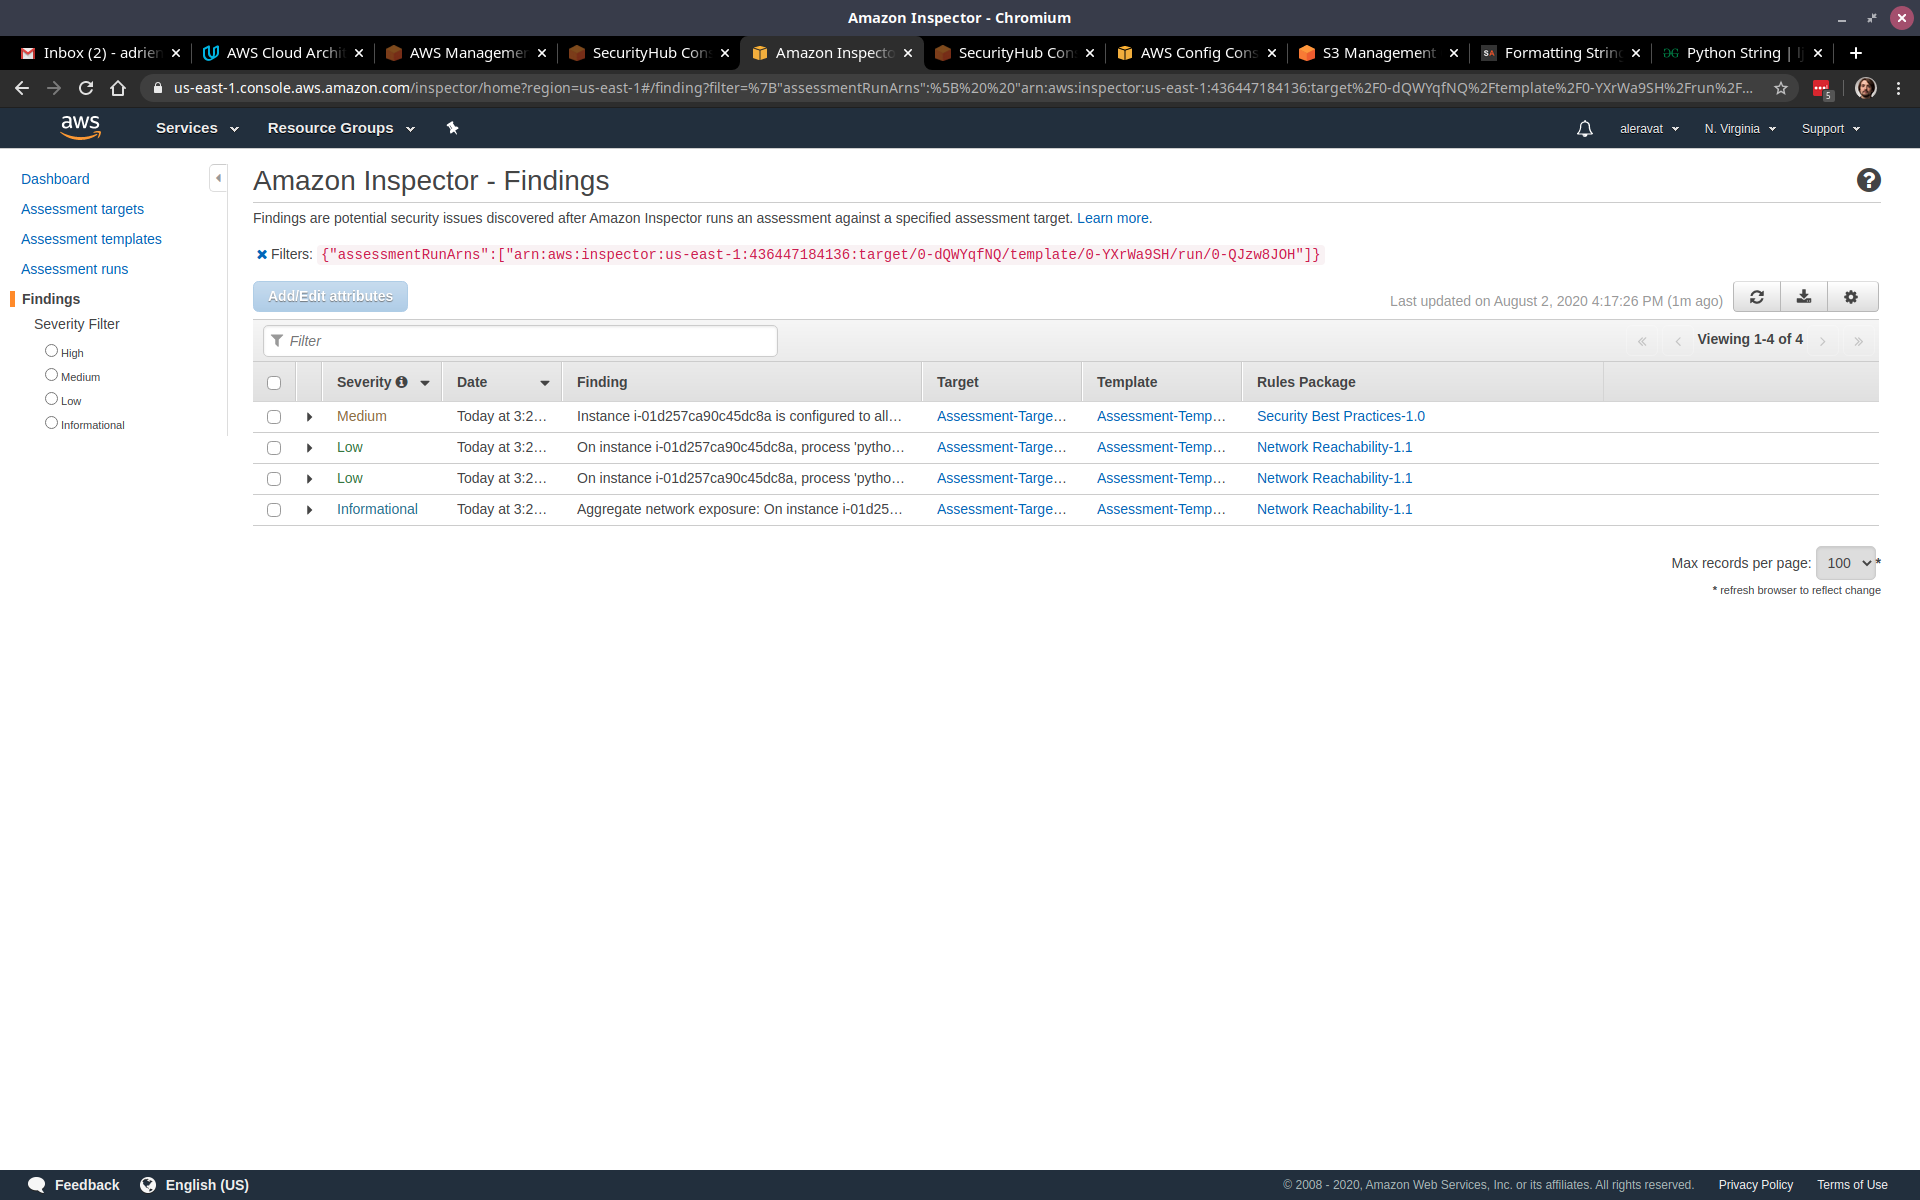 Amazon Inspector - Chromium
Inbox (2) - adrien
AWS Cloud Archi
AWS Managemen
SecurityHub Con
Amazon Inspecto
SecurityHub Con
AWS Config Cons
S3 Management
Formatting String
Python String |
us-east-1.console.aws.amazon.com/inspector/home?region=us-east-1#/finding?filter=%7B"assessmentRunArns":%5B%20%20"arn:aws:inspector:us-east-1:436447184136:target%2F0-dQWYqfNQ%2Ftemplate%2F0-YXrWa9SH%2Frun%2F...
5
aws
Services
Resource Groups
aleravat
N. Virginia
Support
Dashboard
Assessment targets
Assessment templates
Assessment runs
Findings
Severity Filter
High
Medium
Low
Informational
Amazon Inspector - Findings
Findings are potential security issues discovered after Amazon Inspector runs an assessment against a specified assessment target. Learn more.
Filters: {"assessmentRunArns":["arn:aws:inspector:us-east-1:436447184136:target/0-dQWYqfNQ/template/0-YXrWa9SH/run/0-QJzw8JOH"]}
Add/Edit attributes
Last updated on August 2, 2020 4:17:26 PM (1m ago)
Filter
« ‹ Viewing 1-4 of 4 › »
Severity Date Finding Target Template Rules Package
Medium Today at 3:2... Instance i-01d257ca90c45dc8a is configured to all... Assessment-Targe... Assessment-Temp... Security Best Practices-1.0
Low Today at 3:2... On instance i-01d257ca90c45dc8a, process 'pytho... Assessment-Targe... Assessment-Temp... Network Reachability-1.1
Low Today at 3:2... On instance i-01d257ca90c45dc8a, process 'pytho... Assessment-Targe... Assessment-Temp... Network Reachability-1.1
Informational Today at 3:2... Aggregate network exposure: On instance i-01d25... Assessment-Targe... Assessment-Temp... Network Reachability-1.1
Max records per page: 100 *
* refresh browser to reflect change
Feedback
English (US)
© 2008 - 2020, Amazon Web Services, Inc. or its affiliates. All rights reserved.
Privacy Policy
Terms of Use